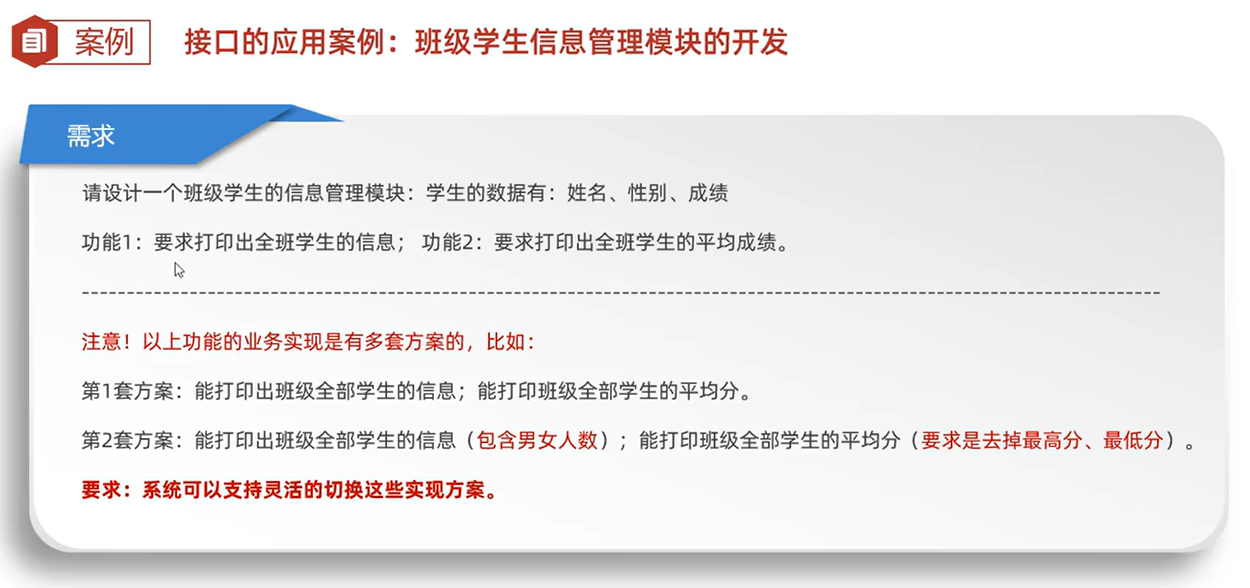 案例
接口的应用案例：班级学生信息管理模块的开发
需求
请设计一个班级学生的信息管理模块：学生的数据有：姓名、性别、成绩
功能1：要求打印出全班学生的信息； 功能2：要求打印出全班学生的平均成绩。
注意！以上功能的业务实现是有多套方案的，比如：
第1套方案：能打印出班级全部学生的信息；能打印班级全部学生的平均分。
第2套方案：能打印出班级全部学生的信息（包含男女人数）；能打印班级全部学生的平均分（要求是去掉最高分、最低分）。
要求：系统可以支持灵活的切换这些实现方案。